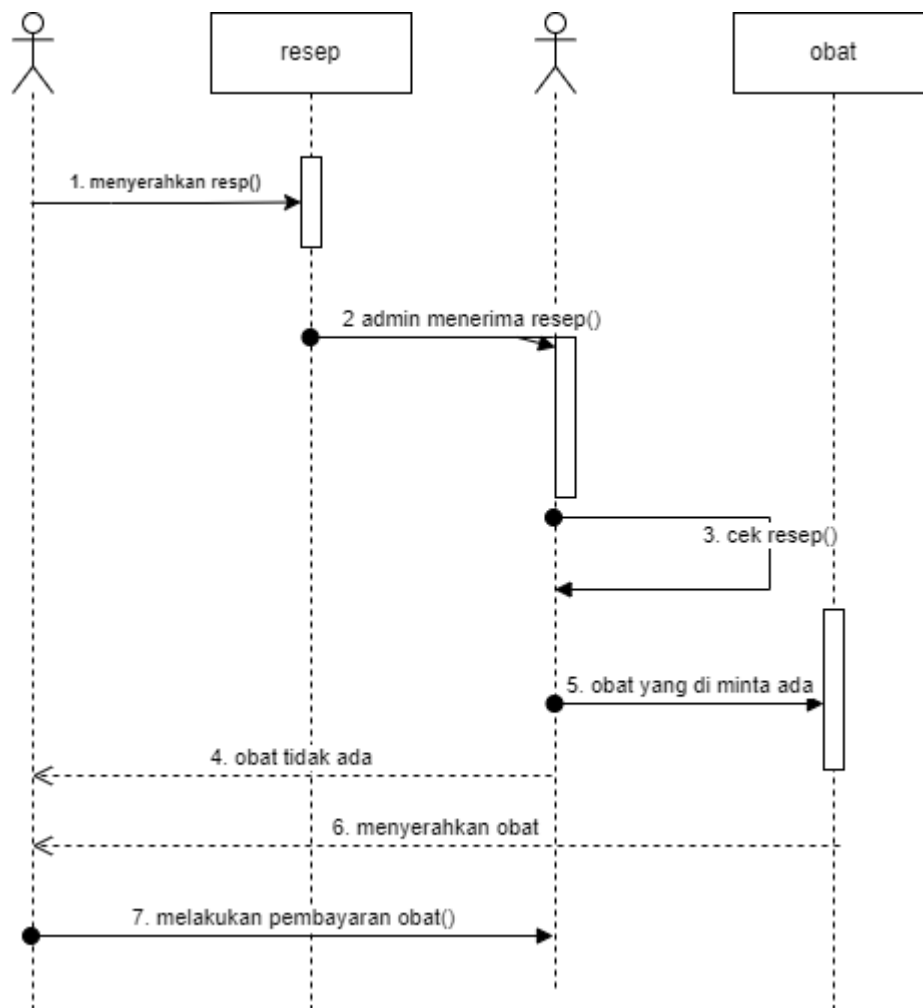 resep
obat
1. menyerahkan resp()
2 admin menerima resep()
3. cek resep()
5. obat yang di minta ada
4. obat tidak ada
6. menyerahkan obat
7. melakukan pembayaran obat()